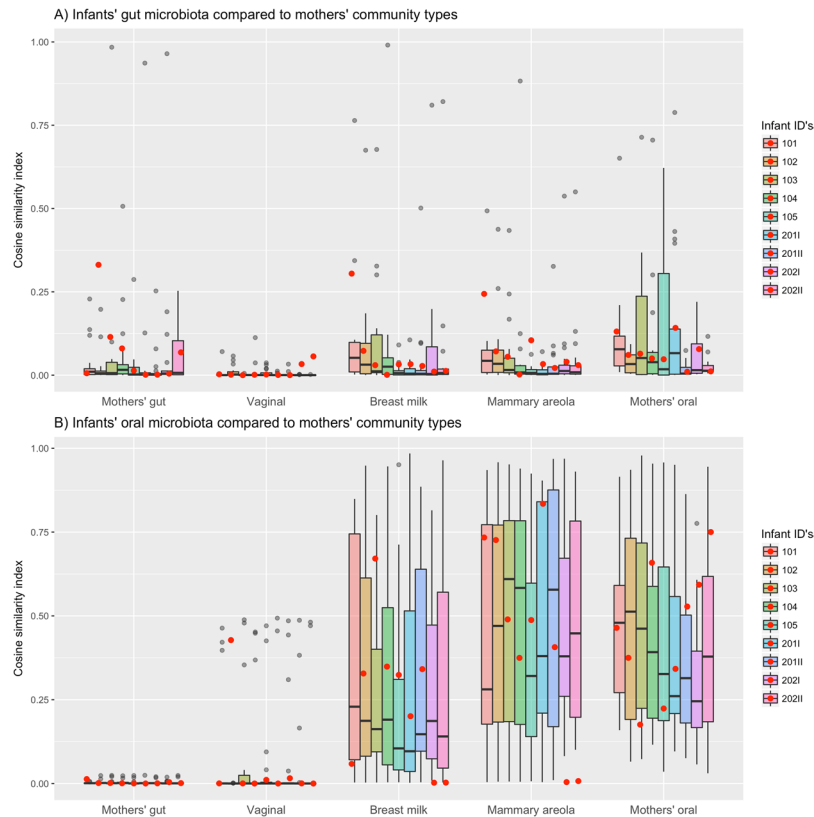 A) Infants' gut microbiota compared to mothers' community types
Cosine similarity index
1.00
0.75
0.50
0.25
0.00
Mothers' gut Vaginal Breast milk Mammary areola Mothers' oral
Infant ID's
101
102
103
104
105
201I
201II
202I
202II
B) Infants' oral microbiota compared to mothers' community types
Cosine similarity index
1.00
0.75
0.50
0.25
0.00
Mothers' gut Vaginal Breast milk Mammary areola Mothers' oral
Infant ID's
101
102
103
104
105
201I
201II
202I
202II